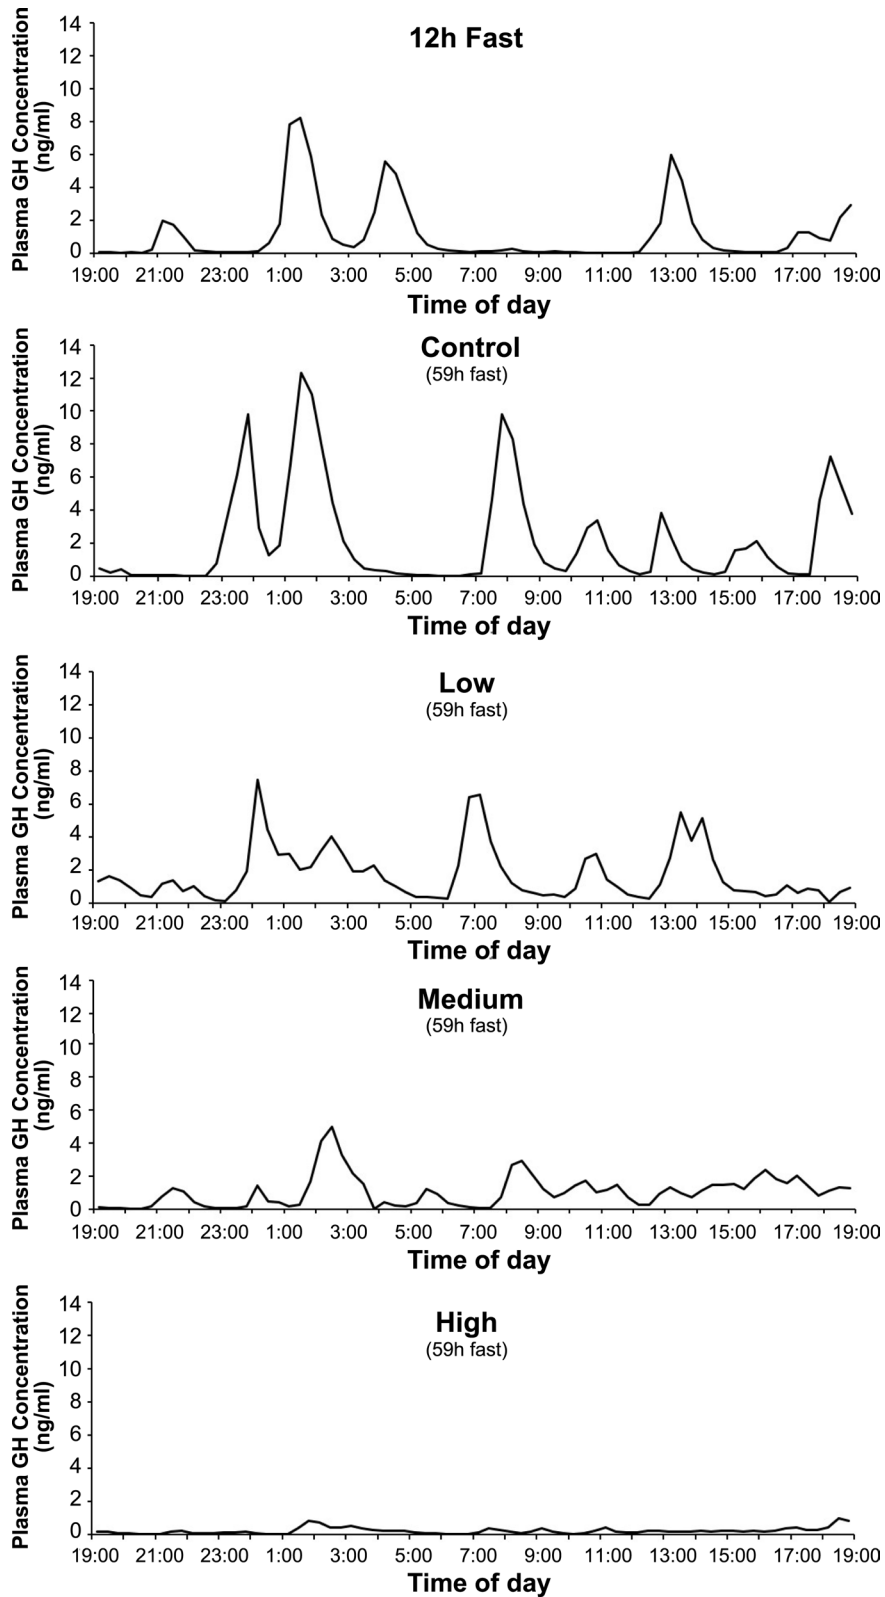 12h Fast
Plasma GH Concentration
(ng/ml)
14
12
10
8
6
4
2
0
19:00 21:00 23:00 1:00 3:00 5:00 7:00 9:00 11:00 13:00 15:00 17:00 19:00
Time of day
Control
(59h fast)
Plasma GH Concentration
(ng/ml)
14
12
10
8
6
4
2
0
19:00 21:00 23:00 1:00 3:00 5:00 7:00 9:00 11:00 13:00 15:00 17:00 19:00
Time of day
Low
(59h fast)
Plasma GH Concentration
(ng/ml)
14
12
10
8
6
4
2
0
19:00 21:00 23:00 1:00 3:00 5:00 7:00 9:00 11:00 13:00 15:00 17:00 19:00
Time of day
Medium
(59h fast)
Plasma GH Concentration
(ng/ml)
14
12
10
8
6
4
2
0
19:00 21:00 23:00 1:00 3:00 5:00 7:00 9:00 11:00 13:00 15:00 17:00 19:00
Time of day
High
(59h fast)
Plasma GH Concentration
(ng/ml)
14
12
10
8
6
4
2
0
19:00 21:00 23:00 1:00 3:00 5:00 7:00 9:00 11:00 13:00 15:00 17:00 19:00
Time of day